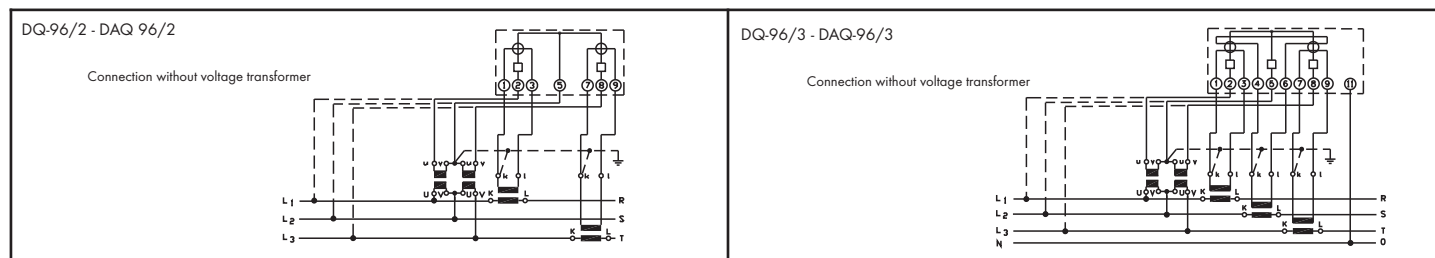 DQ-96/2 - DAQ 96/2
Connection without voltage transformer
1 2 3 5 7 8 9
u v u v
k l k l
U V U V K L
L1 R
L2 S
K L
L3 T
DQ-96/3 - DAQ-96/3
Connection without voltage transformer
1 2 3 4 5 6 7 8 9 11
u v u v
k l k l k l
U V U V K L
L1 R
K L
L2 S
K L
L3 T
N O